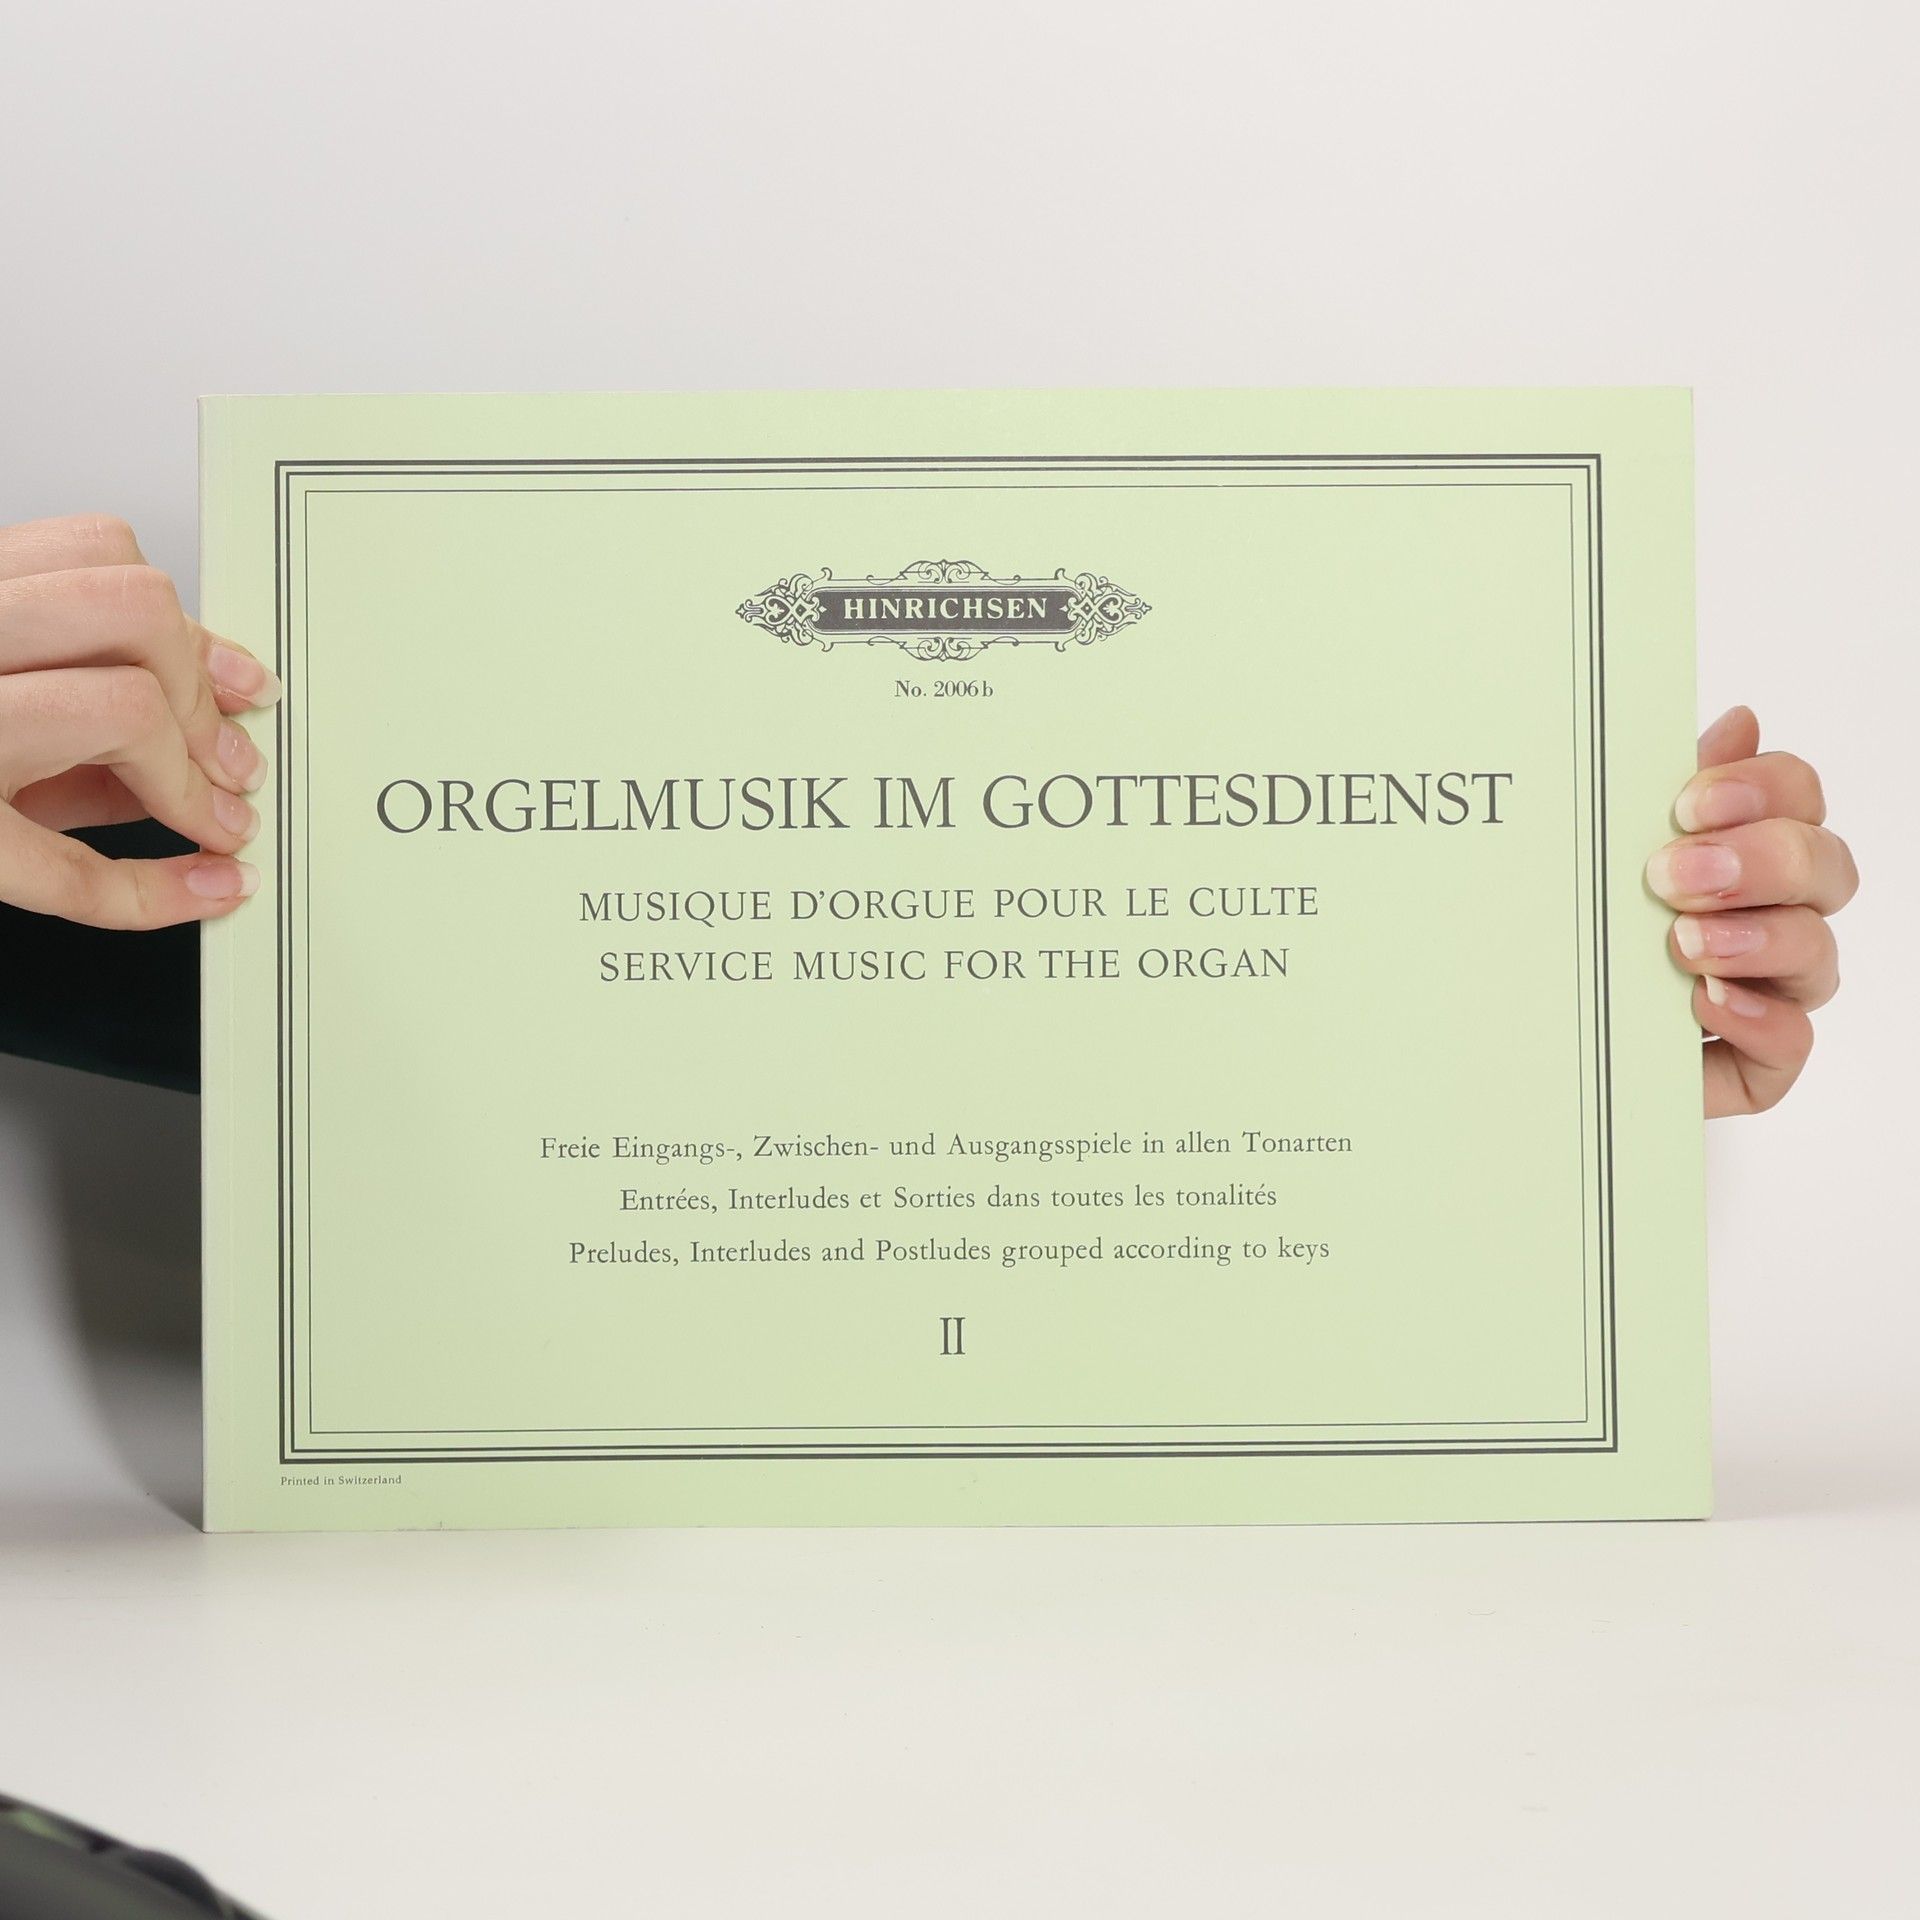 HINRICHSEN
No. 2006 b
ORGELMUSIK IM GOTTESDIENST
MUSIQUE D'ORGUE POUR LE CULTE
SERVICE MUSIC FOR THE ORGAN
Freie Eingangs-, Zwischen- und Ausgangsspiele in allen Tonarten
Entrées, Interludes et Sorties dans toutes les tonalités
Preludes, Interludes and Postludes grouped according to keys
II
Printed in Switzerland